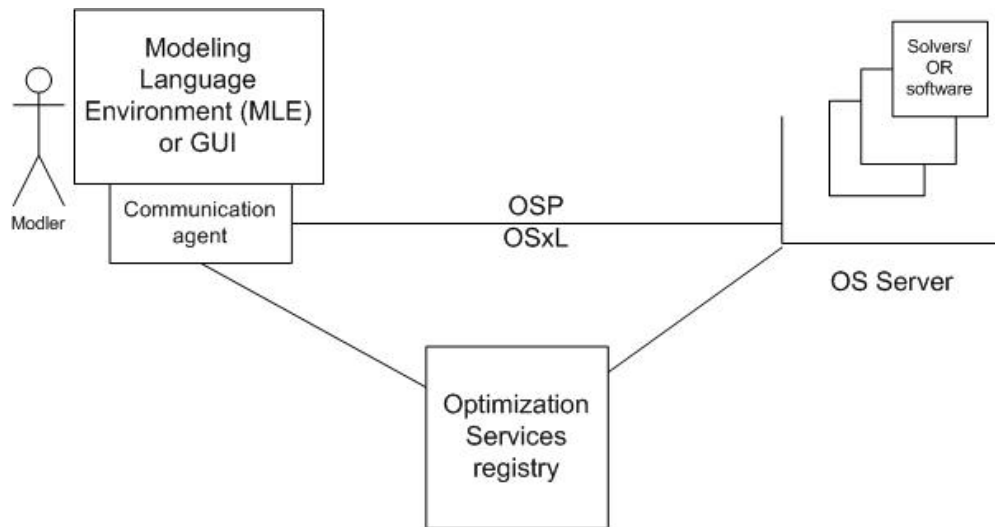 Modeling
Language
Environment (MLE)
or GUI
Modler
Communication
agent
OSP
OSxL
Solvers/
OR
software
OS Server
Optimization
Services
registry